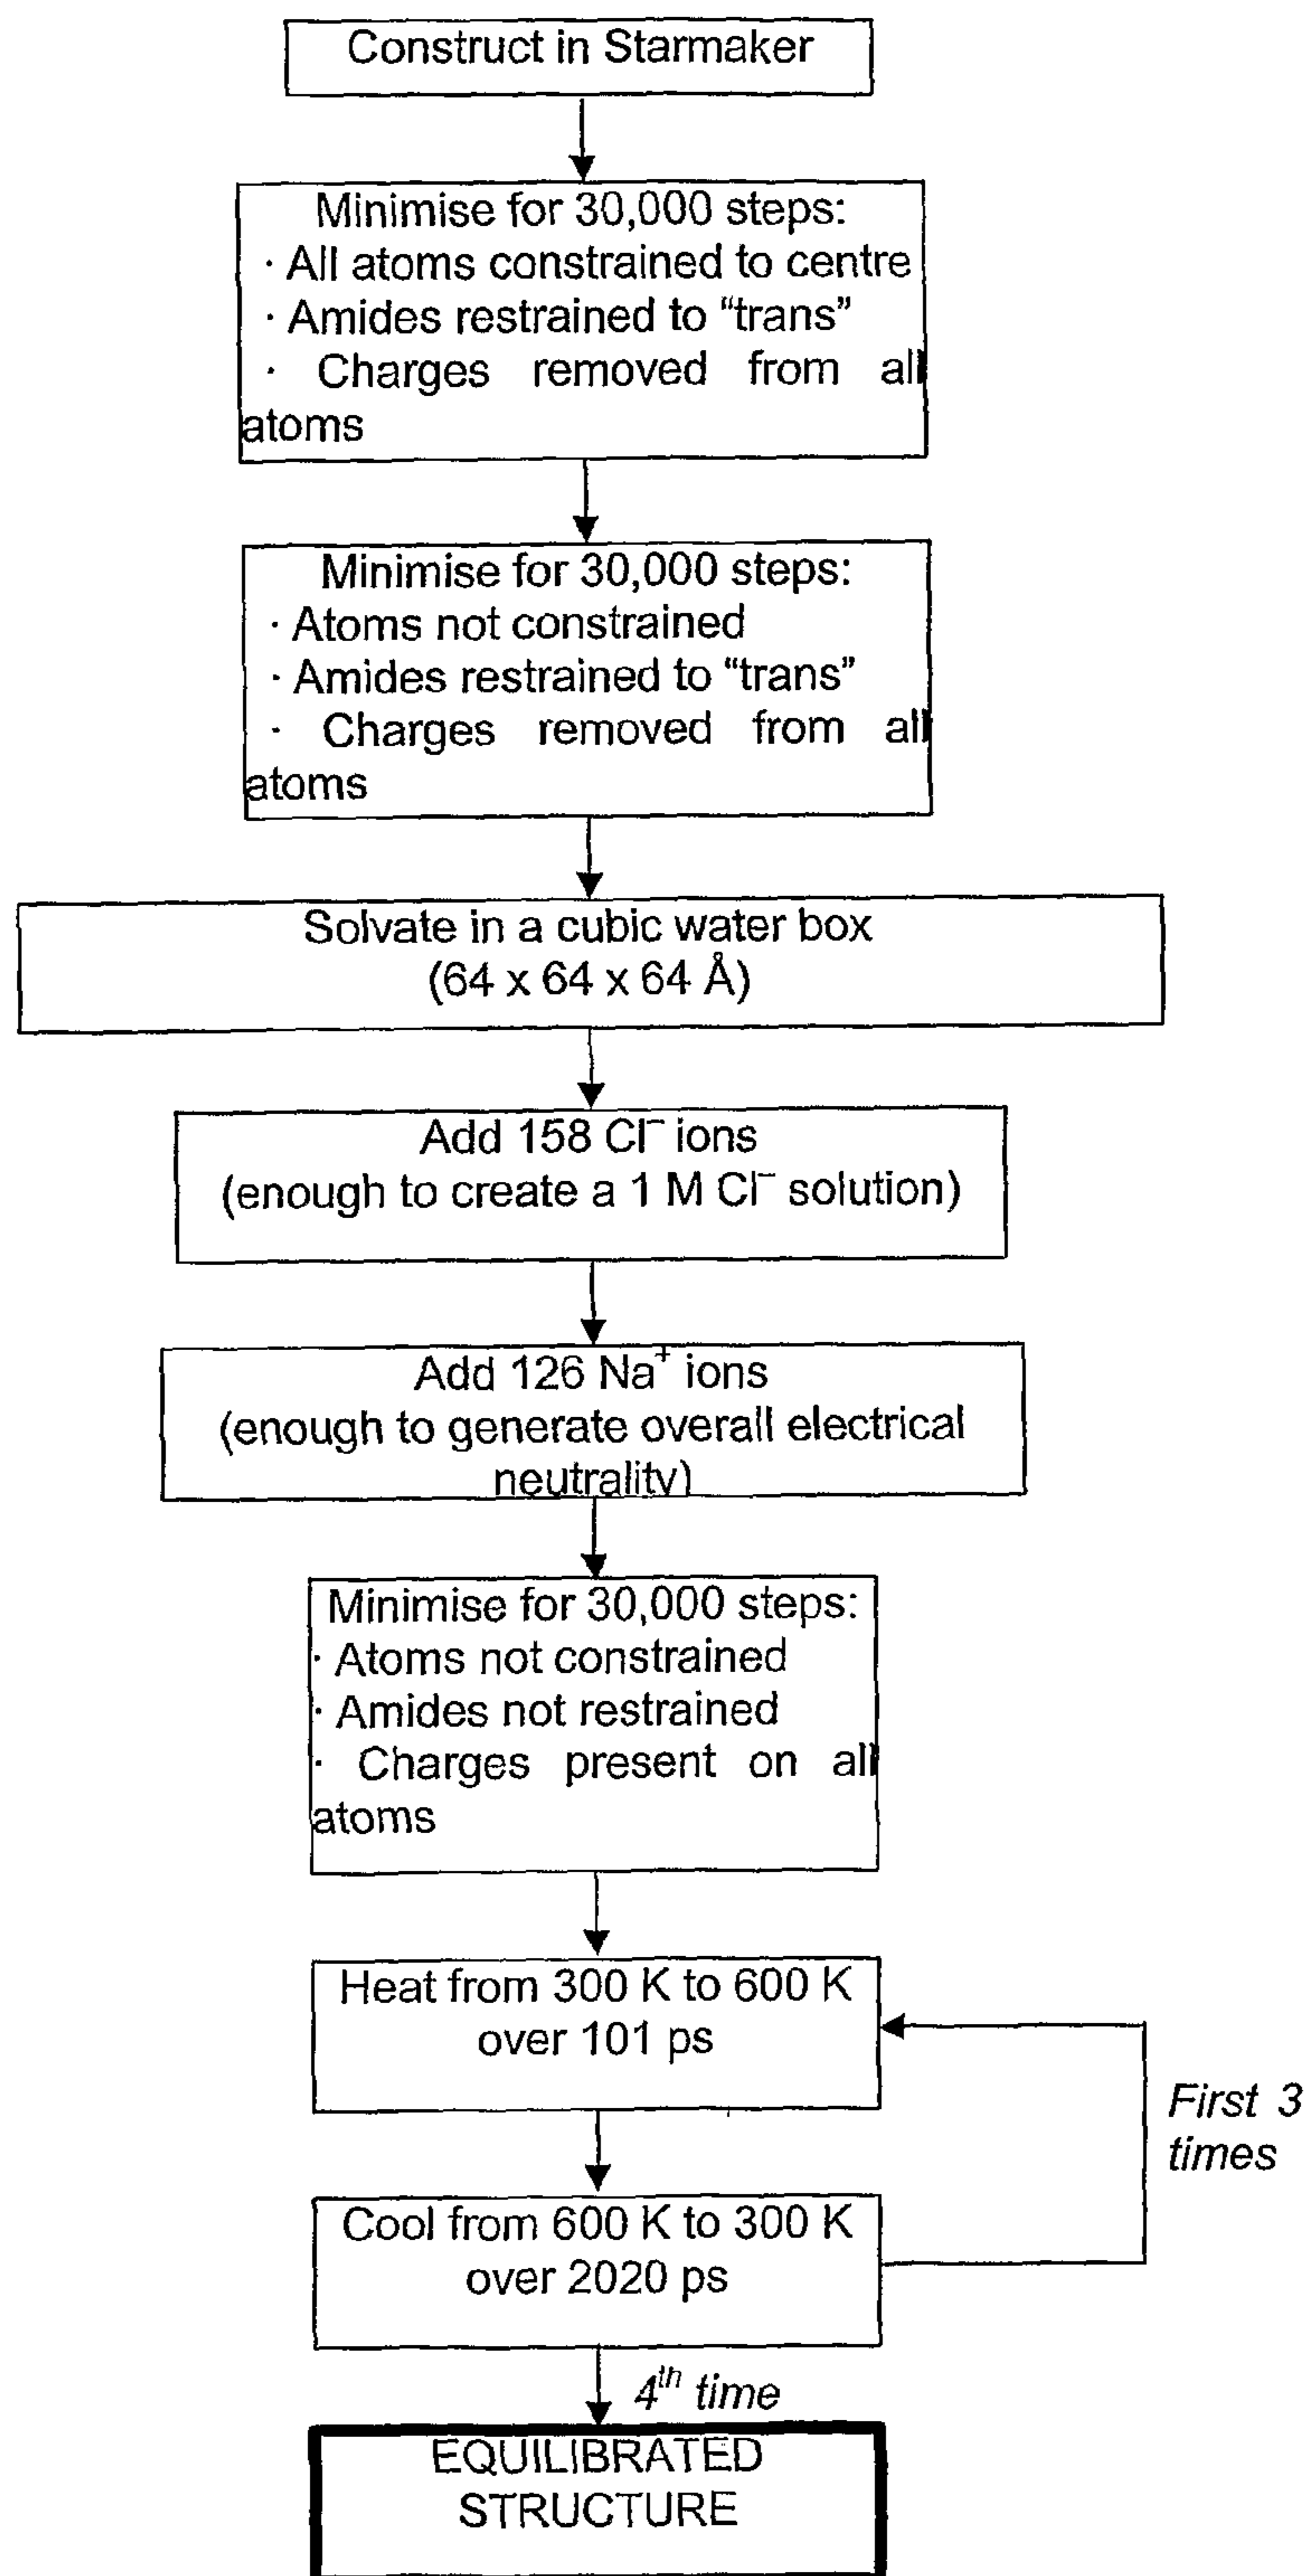 Construct in Starmaker
Minimise for 30,000 steps:
· All atoms constrained to centre
· Amides restrained to “trans”
· Charges removed from all
atoms
Minimise for 30,000 steps:
· Atoms not constrained
· Amides restrained to “trans”
· Charges removed from all
atoms
Solvate in a cubic water box
(64 x 64 x 64 Å)
Add 158 Cl⁻ ions
(enough to create a 1 M Cl⁻ solution)
Add 126 Na⁺ ions
(enough to generate overall electrical
neutrality)
Minimise for 30,000 steps:
· Atoms not constrained
· Amides not restrained
· Charges present on all
atoms
Heat from 300 K to 600 K
over 101 ps
First 3
times
Cool from 600 K to 300 K
over 2020 ps
4th time
EQUILIBRATED
STRUCTURE